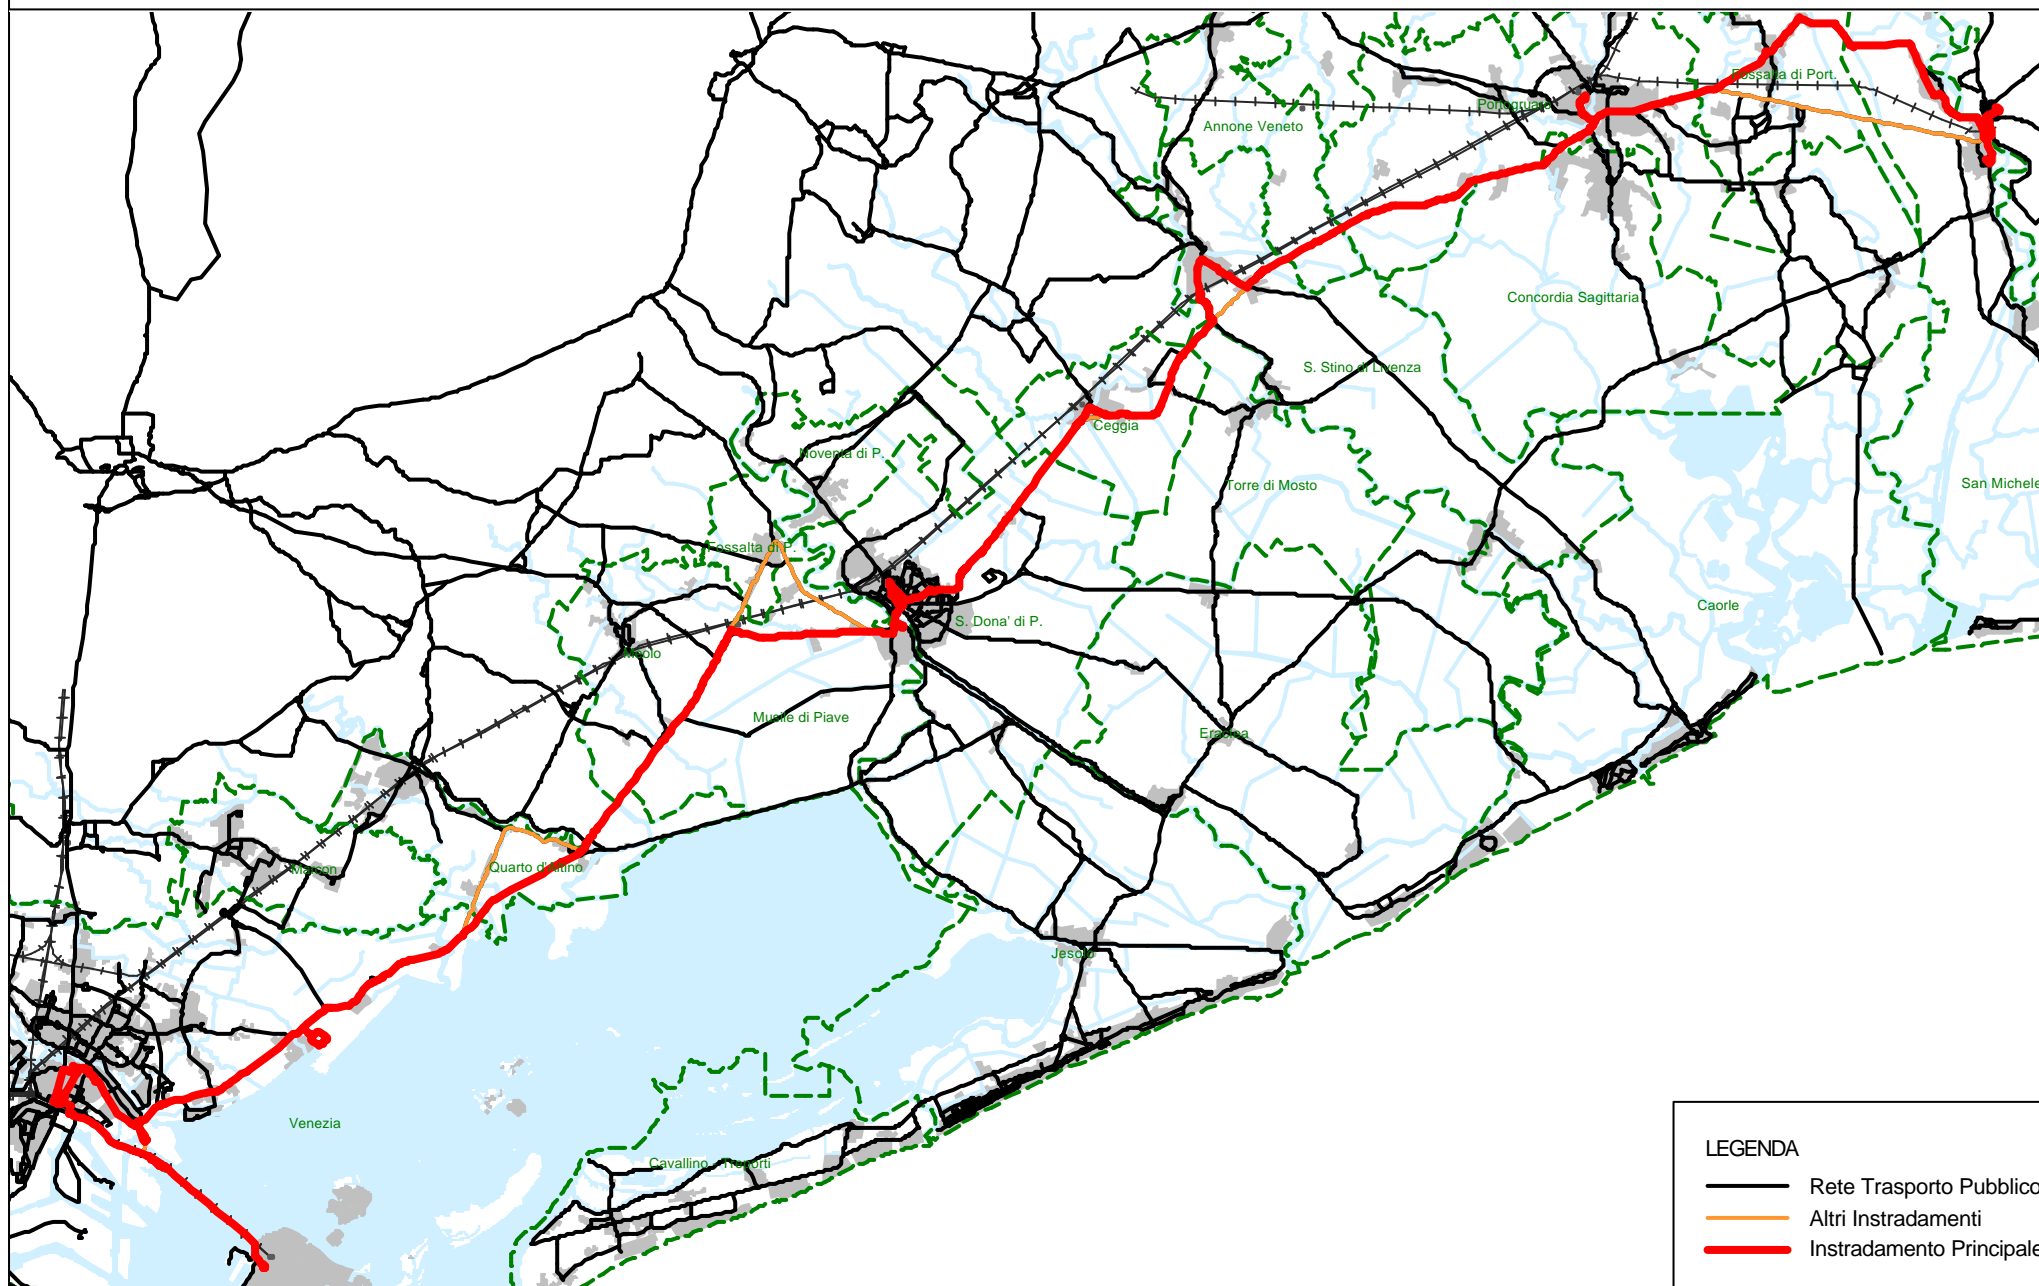 Fossalta di Port.
Portogruaro
Annone Veneto
Concordia Sagittaria
S. Stino di Livenza
Ceggia
Noventa di P.
Torre di Mosto
San Michele
Fossalta di P.
Caorle
S. Dona' di P.
Meolo
Musile di Piave
Eraclea
Quarto d'Altino
Marcon
Jesolo
Venezia
Cavallino - Treporti
LEGENDA
Rete Trasporto Pubblico
Altri Instradamenti
Instradamento Principale